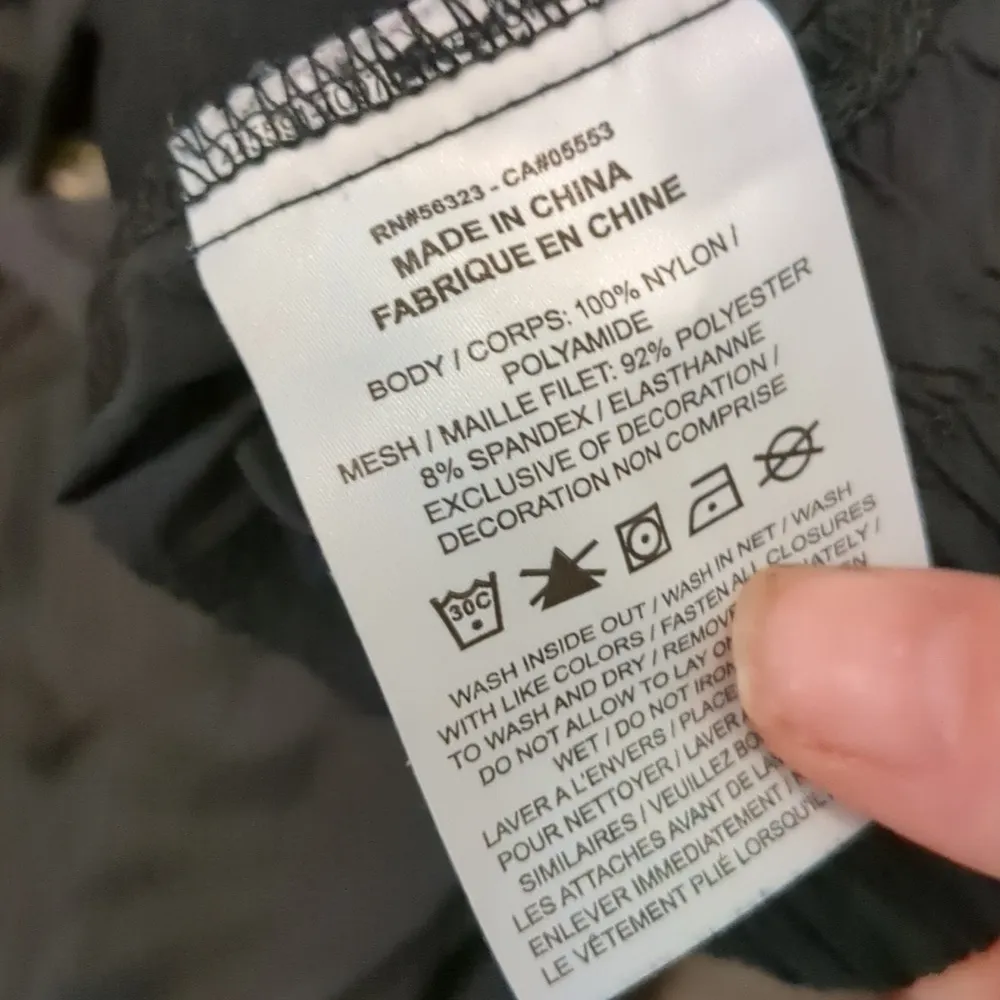 RN#56323 - CA#05553
MADE IN CHINA
FABRIQUE EN CHINE
BODY / CORPS: 100% NYLON /
POLYAMIDE
MESH / MAILLE FILET: 92% POLYESTER
8% SPANDEX / ELASTHANNE
EXCLUSIVE OF DECORATION /
DECORATION NON COMPRISE
30C
WASH INSIDE OUT / WASH IN NET / WASH
WITH LIKE COLORS / FASTEN ALL CLOSURES
TO WASH AND DRY / REMOVE
DO NOT ALLOW TO LAY
WET / DO NOT IRON
LAVER A L'ENVERS / PLACE
POUR NETTOYER / LAVER
SIMILAIRES / VEUILLEZ
LES ATTACHES AVANT DE
ENLEVER IMMEDIATEMENT /
LE VÊTEMENT PLIÉ